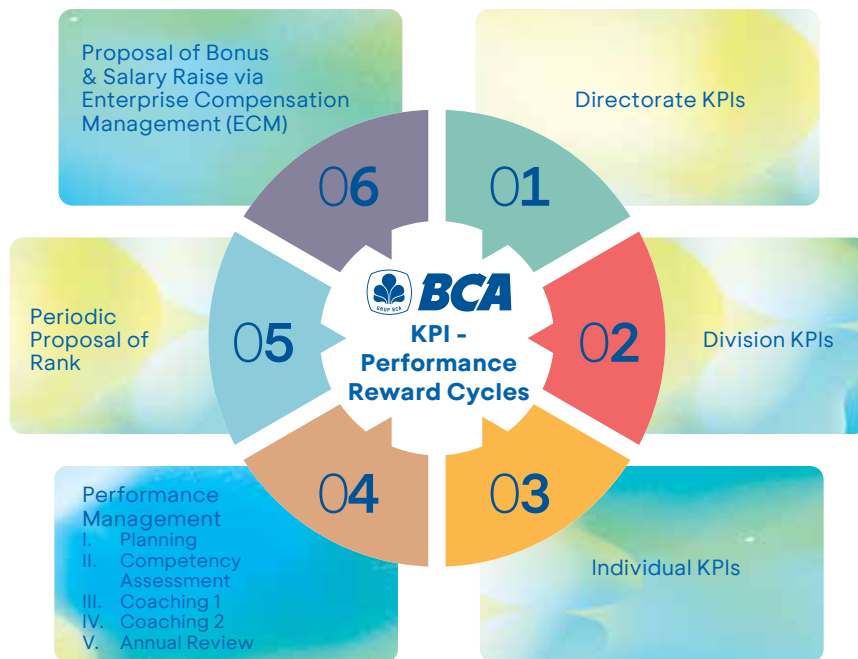 Proposal of Bonus
& Salary Raise via
Enterprise Compensation
Management (ECM)
Directorate KPIs
06
01
Periodic
Proposal of
Rank
05
GRUP BCA
BCA
KPI -
Performance
Reward Cycles
02
Division KPIs
04
03
Performance
Management
I. Planning
II. Competency
Assessment
III. Coaching 1
IV. Coaching 2
V. Annual Review
Individual KPIs